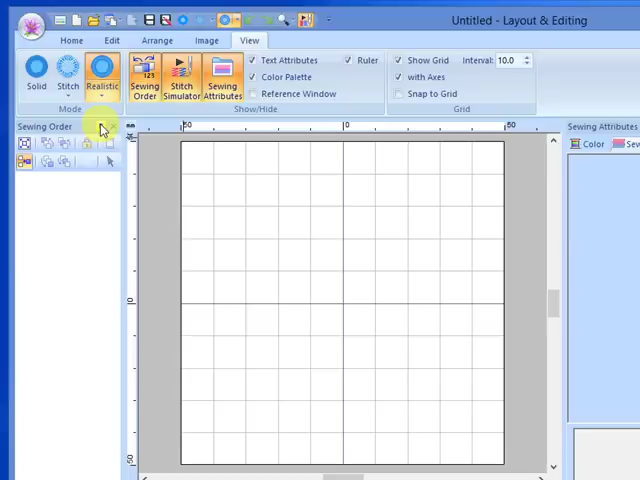 Untitled - Layout & Editing
Home Edit Arrange Image View
Solid Stitch Realistic
Mode
Sewing Order
Stitch Simulator
Sewing Attributes
Text Attributes
Color Palette
Reference Window
Ruler
Show/Hide
Show Grid
with Axes
Snap to Grid
Interval: 10.0
Grid
Sewing Order
mm 50 0 50
Sewing Attributes
Color Sew
0
50